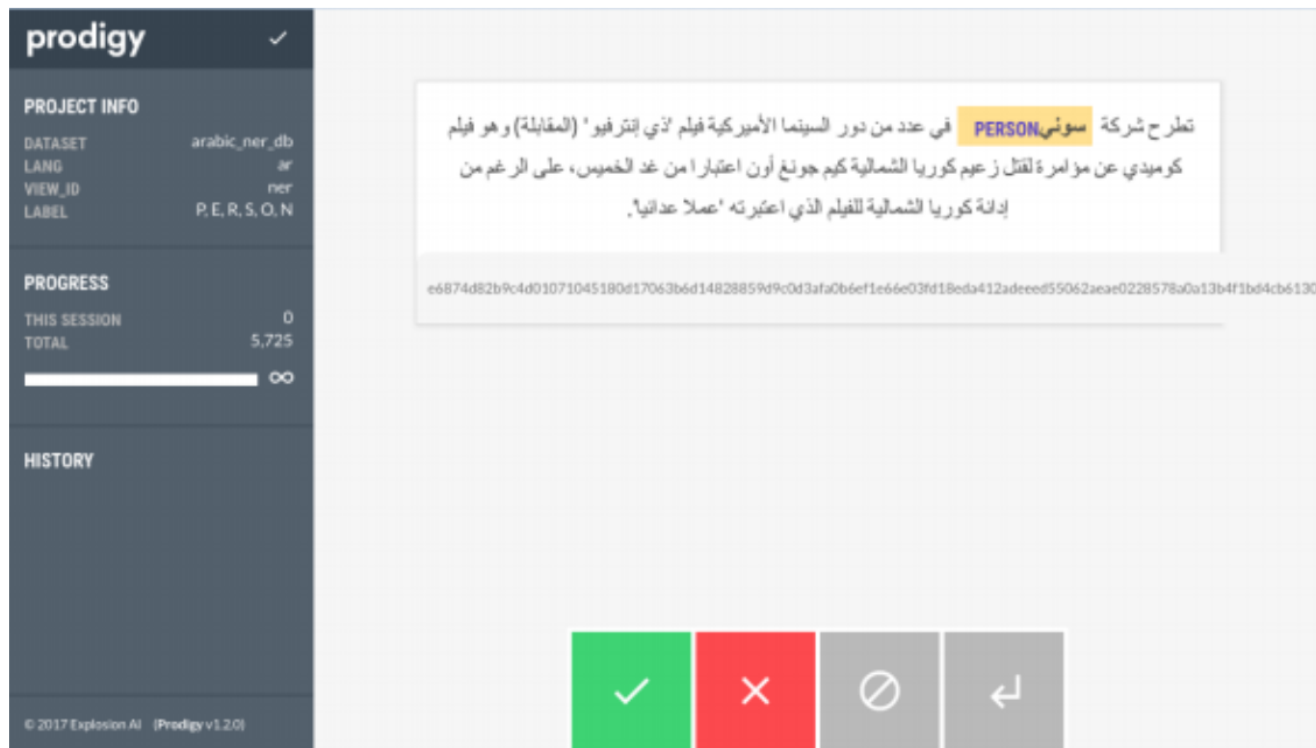 prodigy
PROJECT INFO
DATASET arabic_ner_db
LANG ar
VIEW_ID ner
LABEL P, E, R, S, O, N
PROGRESS
THIS SESSION 0
TOTAL 5,725
∞
HISTORY
© 2017 Explosion AI (Prodigy v1.2.0)
تطرح شركة سوني PERSON في عدد من دور السينما الأميركية فيلم "ذي إنترفيو" (المقابلة) وهو فيلم
كوميدي عن مؤامرة لقتل زعيم كوريا الشمالية كيم جونغ أون اعتبارا من غد الخميس، على الرغم من
إدانة كوريا الشمالية للفيلم الذي اعتبرته "عملا عدائيا".